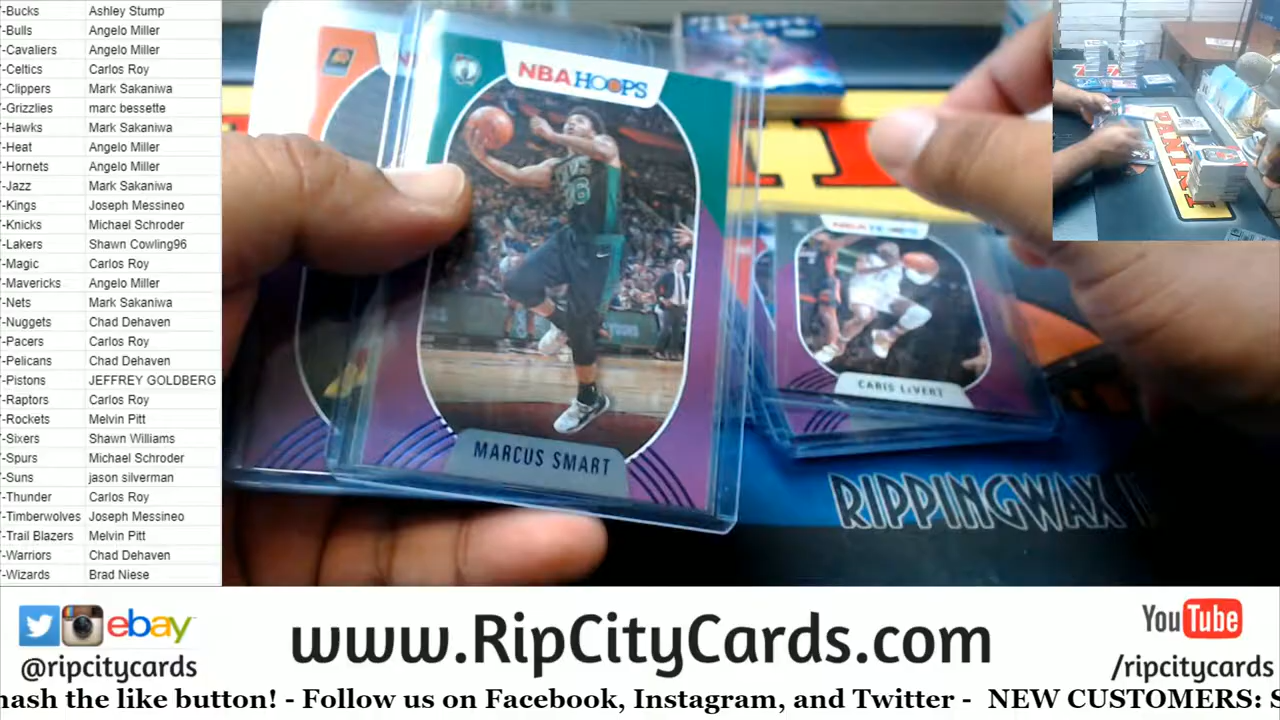 -Bucks Ashley Stump
-Bulls Angelo Miller
-Cavaliers Angelo Miller
-Celtics Carlos Roy
-Clippers Mark Sakaniwa
-Grizzlies marc bessette
-Hawks Mark Sakaniwa
-Heat Angelo Miller
-Hornets Angelo Miller
-Jazz Mark Sakaniwa
-Kings Joseph Messineo
-Knicks Michael Schroder
-Lakers Shawn Cowling96
-Magic Carlos Roy
-Mavericks Angelo Miller
-Nets Mark Sakaniwa
-Nuggets Chad Dehaven
-Pacers Carlos Roy
-Pelicans Chad Dehaven
-Pistons JEFFREY GOLDBERG
-Raptors Carlos Roy
-Rockets Melvin Pitt
-Sixers Shawn Williams
-Spurs Michael Schroder
-Suns jason silverman
-Thunder Carlos Roy
-Timberwolves Joseph Messineo
-Trail Blazers Melvin Pitt
-Warriors Chad Dehaven
-Wizards Brad Niese
NBA HOOPS
36
MARCUS SMART
CARIS LEVERT
RIPPINGWAX
PANINI
ebay
@ripcitycards
www.RipCityCards.com
YouTube
/ripcitycards
mash the like button! - Follow us on Facebook, Instagram, and Twitter - NEW CUSTOMERS: S